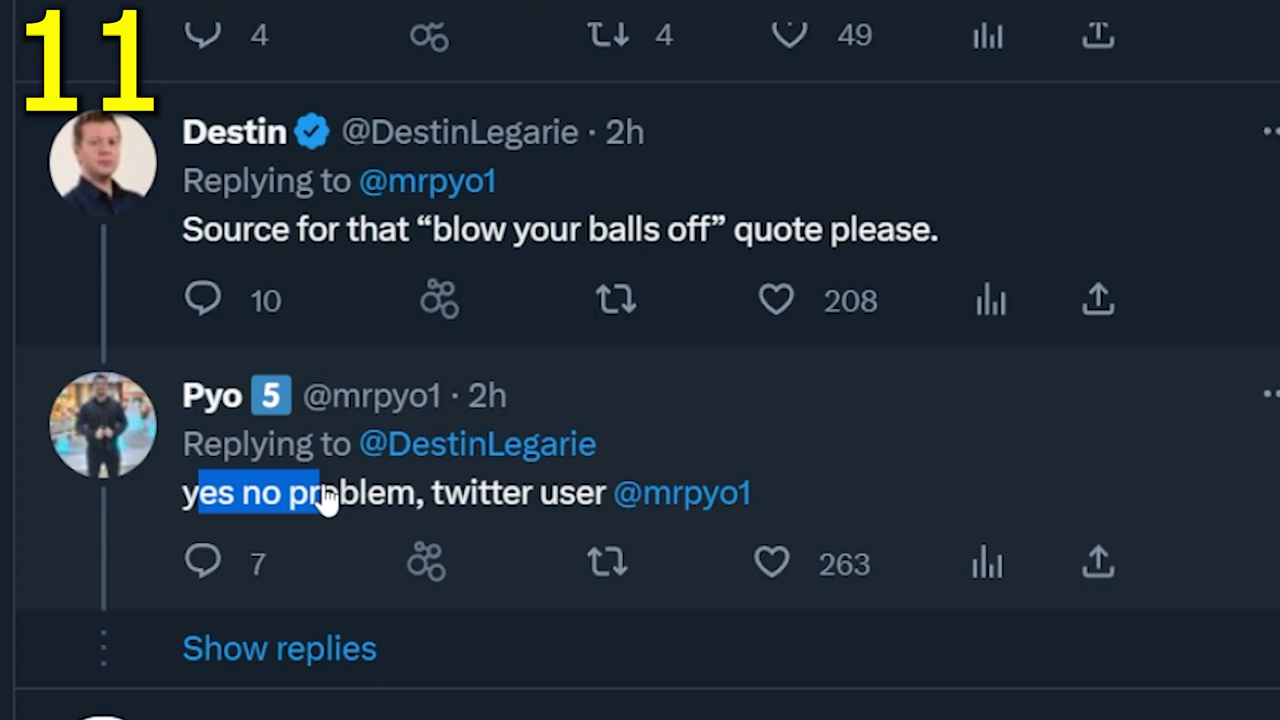 11
4 4 49
Destin @DestinLegarie · 2h
Replying to @mrpyo1
Source for that “blow your balls off” quote please.
10 208
Pyo 5 @mrpyo1 · 2h
Replying to @DestinLegarie
yes no problem, twitter user @mrpyo1
7 263
Show replies